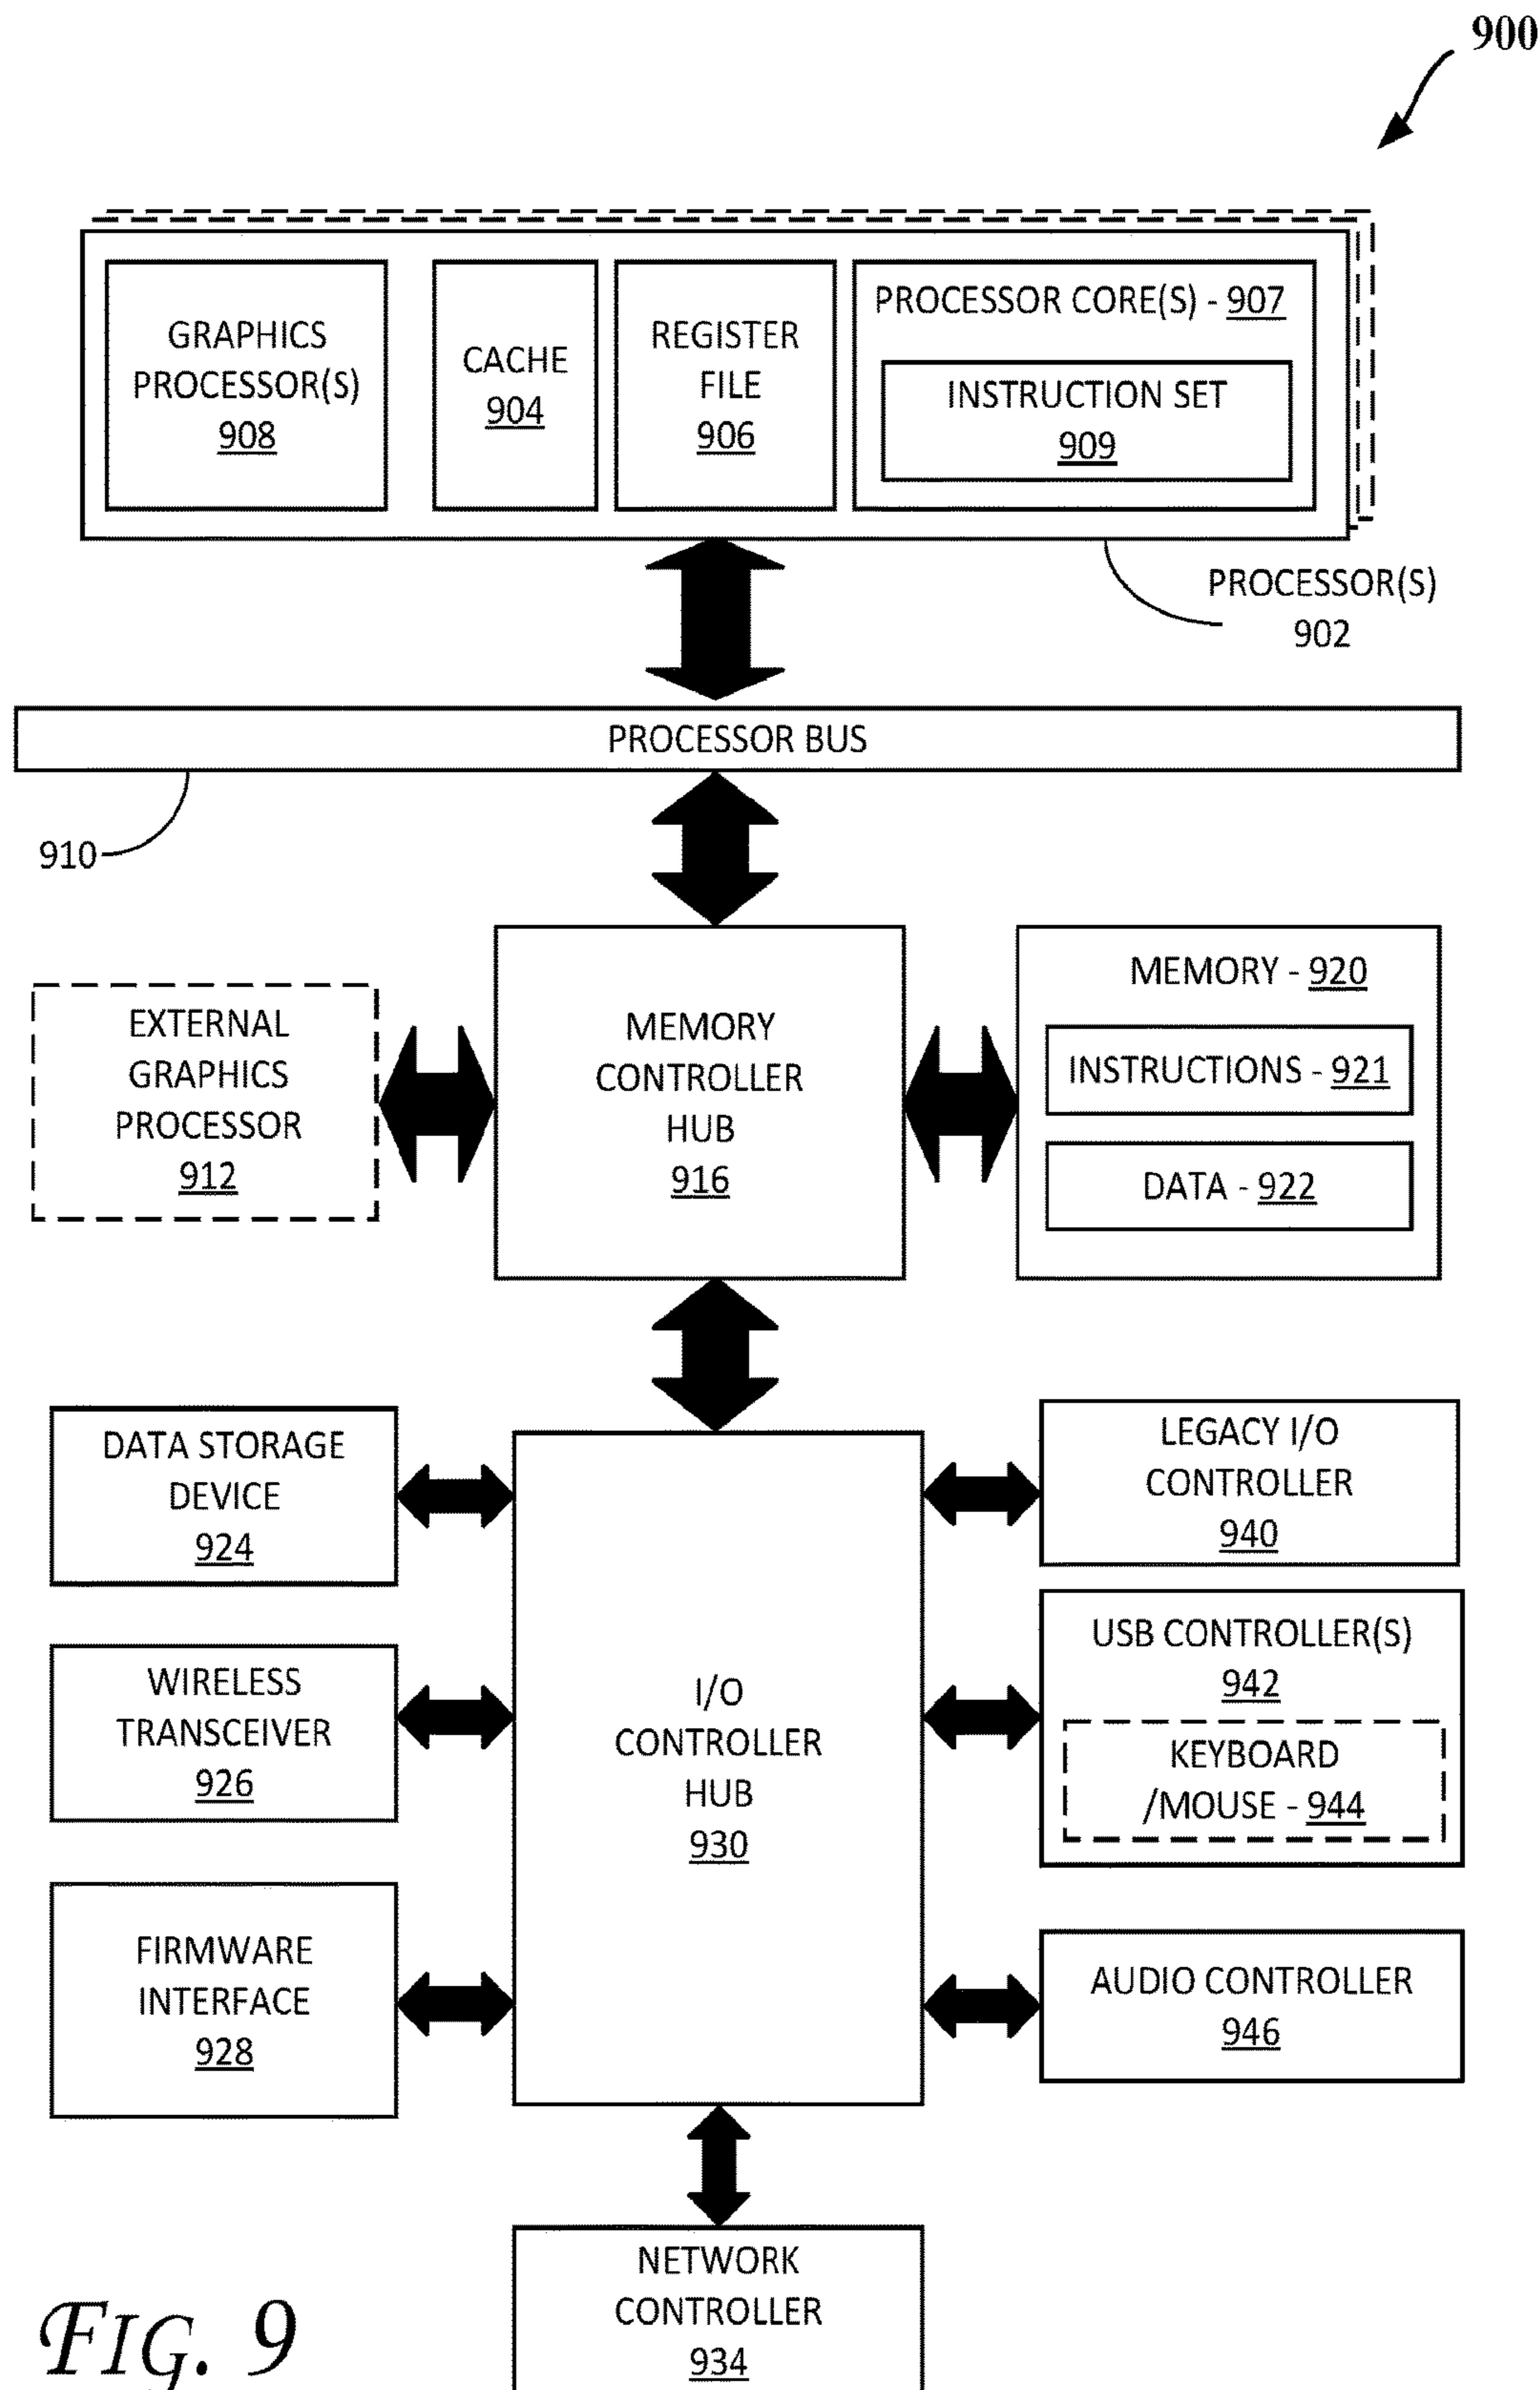 900
GRAPHICS
PROCESSOR(S)
908
CACHE
904
REGISTER
FILE
906
PROCESSOR CORE(S) - 907
INSTRUCTION SET
909
PROCESSOR(S)
902
PROCESSOR BUS
910
EXTERNAL
GRAPHICS
PROCESSOR
912
MEMORY
CONTROLLER
HUB
916
MEMORY - 920
INSTRUCTIONS - 921
DATA - 922
DATA STORAGE
DEVICE
924
WIRELESS
TRANSCEIVER
926
FIRMWARE
INTERFACE
928
I/O
CONTROLLER
HUB
930
LEGACY I/O
CONTROLLER
940
USB CONTROLLER(S)
942
KEYBOARD
/MOUSE - 944
AUDIO CONTROLLER
946
NETWORK
CONTROLLER
934
FIG. 9